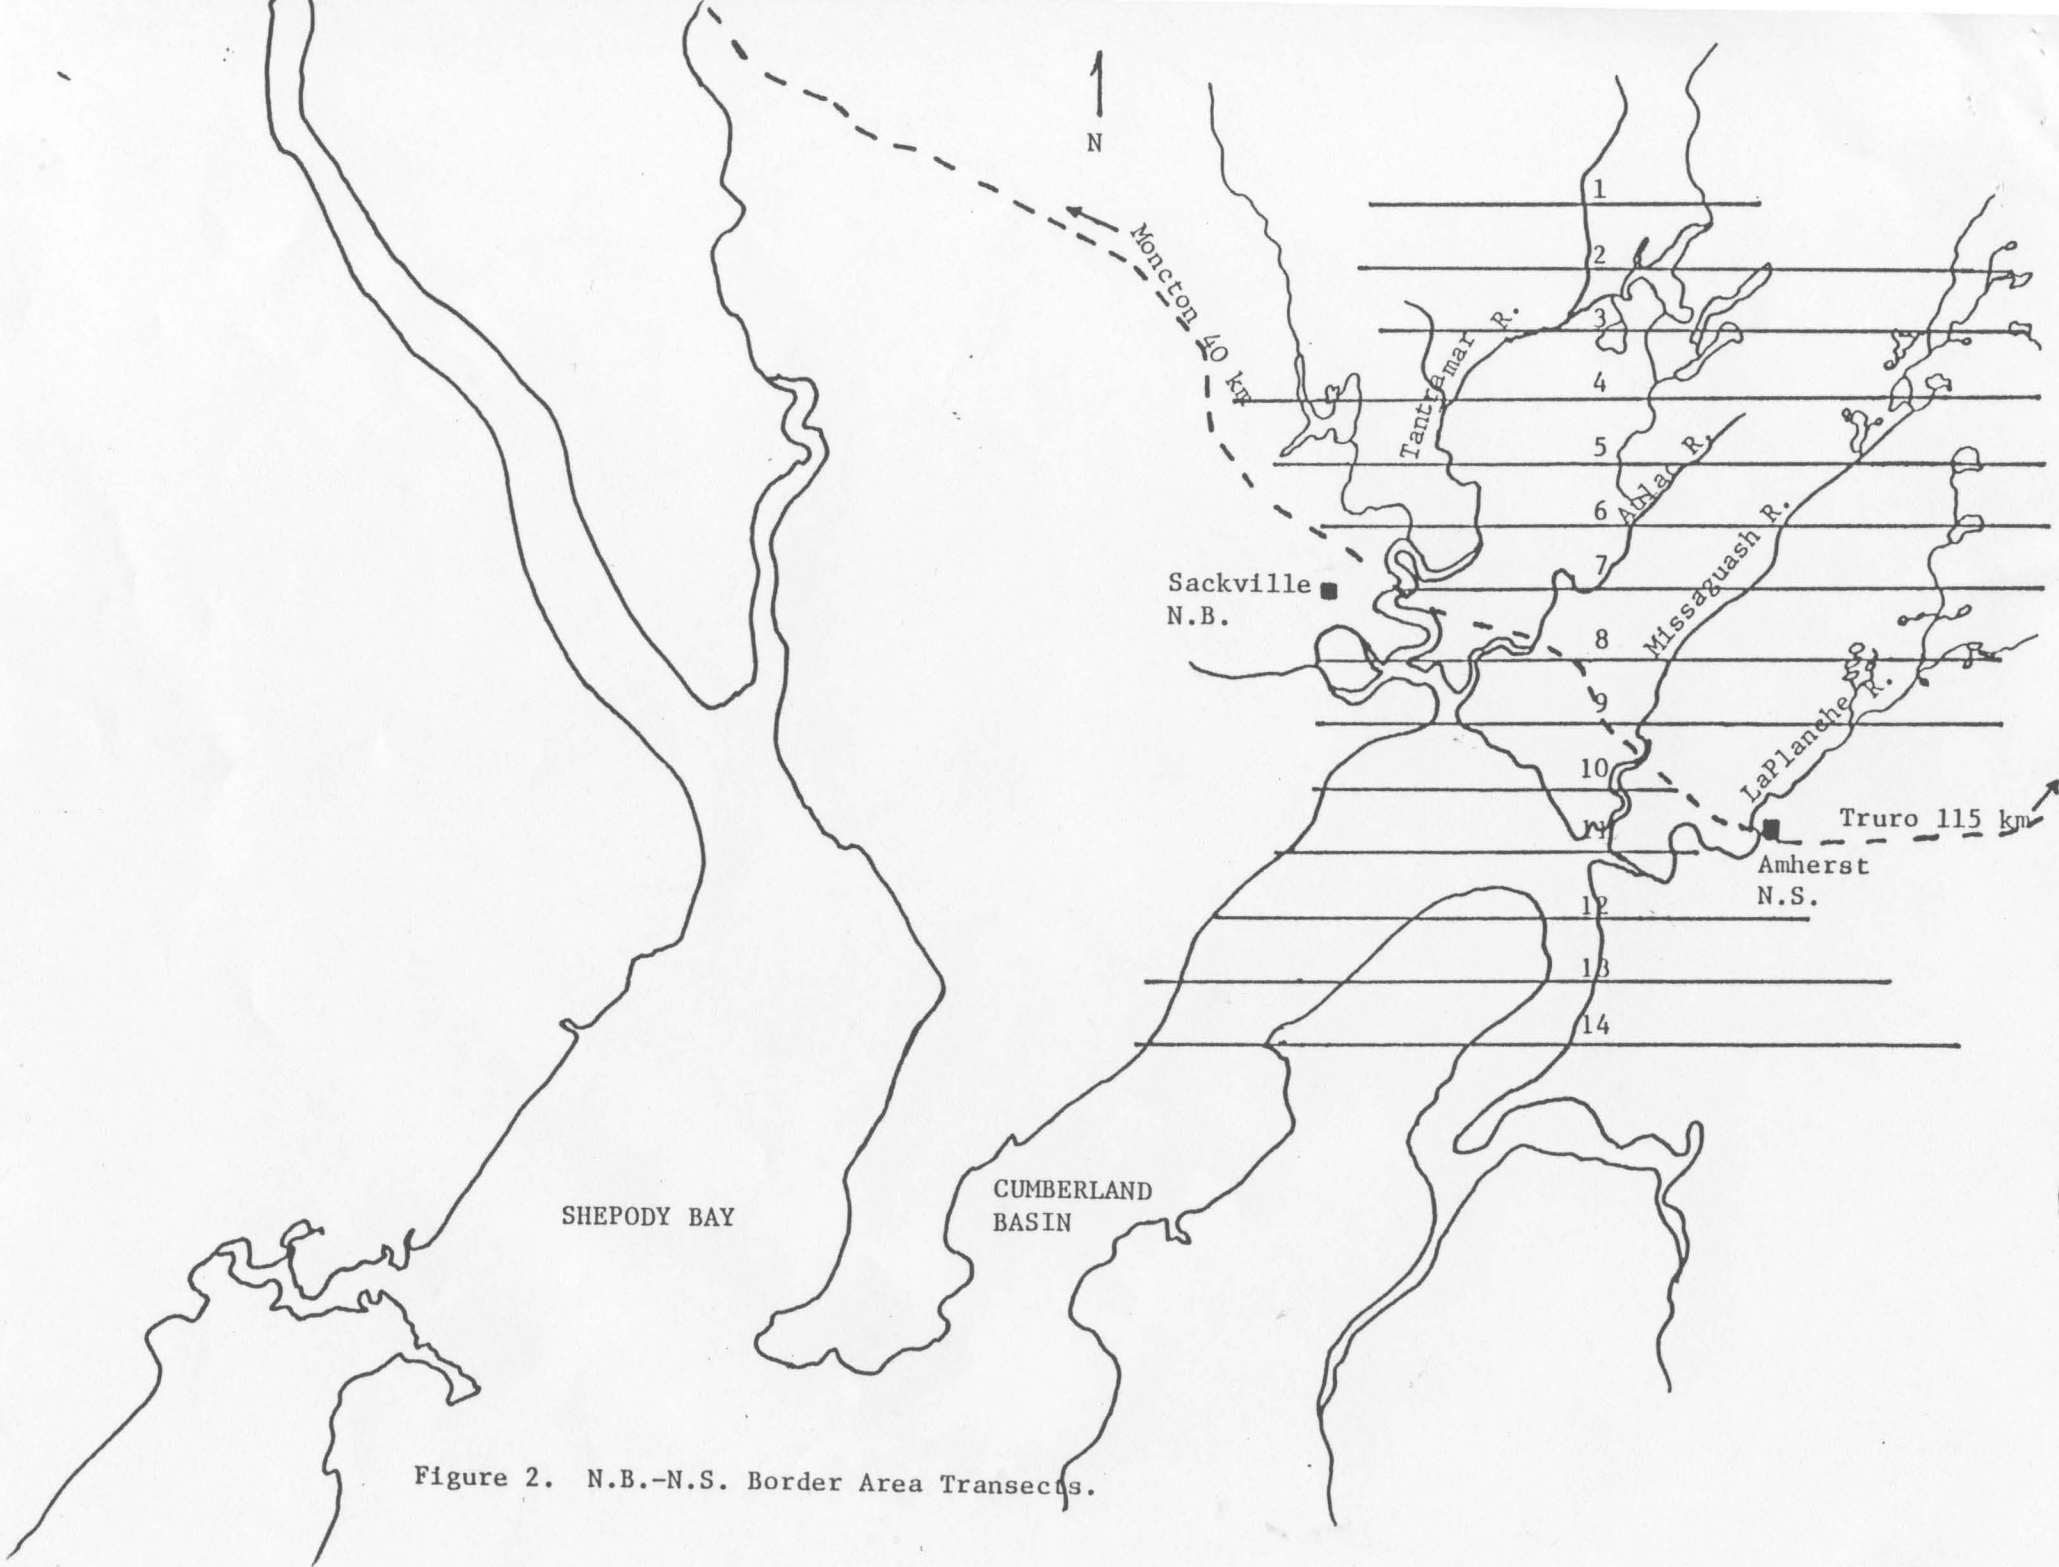 N
Moncton 40 km
1
2
3
4
5
6
7
8
9
10
11
12
13
14
Tantramar R.
Aulac R.
Missaguash R.
LaPlanche R.
Sackville
N.B.
Truro 115 km
Amherst
N.S.
SHEPODY BAY
CUMBERLAND
BASIN
Figure 2. N.B.-N.S. Border Area Transects.